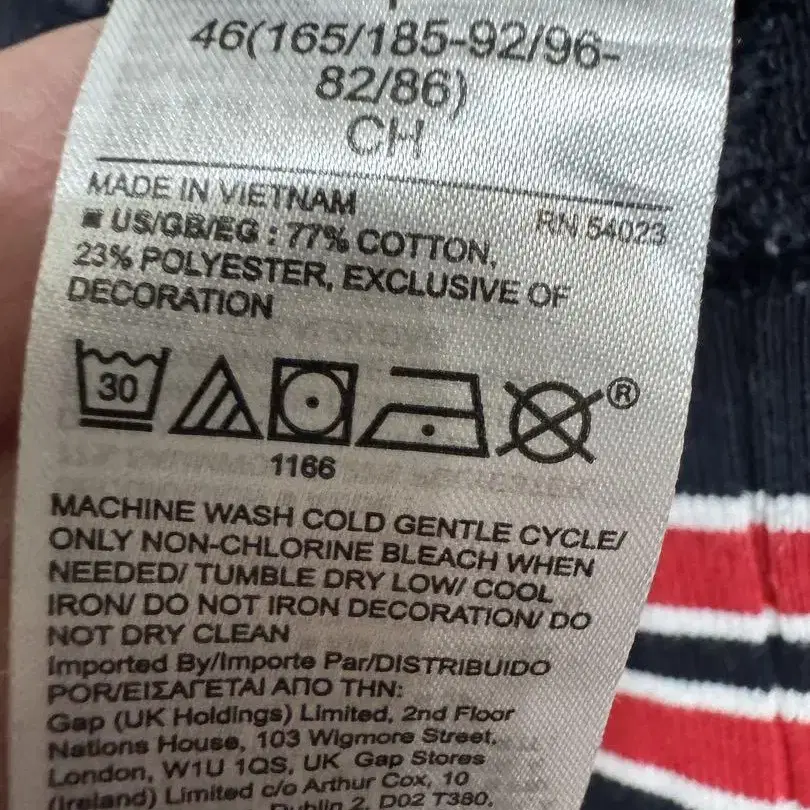 46(165/185-92/96-
82/86)
CH
MADE IN VIETNAM
RN 54023
■ US/GB/EG : 77% COTTON,
23% POLYESTER, EXCLUSIVE OF
DECORATION
30
®
1166
MACHINE WASH COLD GENTLE CYCLE/
ONLY NON-CHLORINE BLEACH WHEN
NEEDED/ TUMBLE DRY LOW/ COOL
IRON/ DO NOT IRON DECORATION/ DO
NOT DRY CLEAN
Imported By/Importe Par/DISTRIBUIDO
POR/ΕΙΣΑΓΕΤΑΙ ΑΠΟ ΤΗΝ:
Gap (UK Holdings) Limited, 2nd Floor
Nations House, 103 Wigmore Street,
London, W1U 1QS, UK Gap Stores
(Ireland) Limited c/o Arthur Cox, 10
Dublin 2, D02 T380,